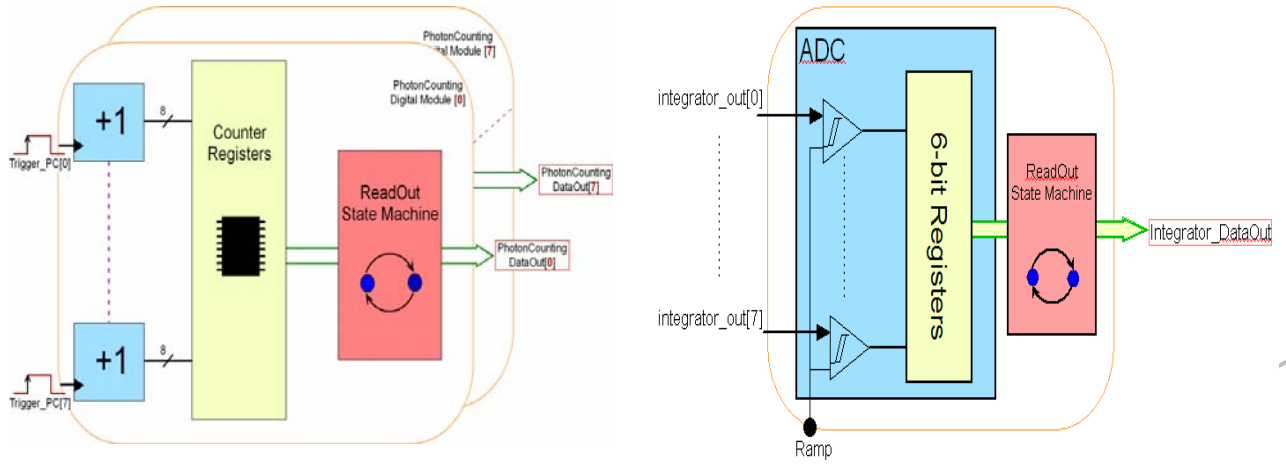 PhotonCounting
Digital Module [7]
PhotonCounting
Digital Module [0]
+1
8
Trigger_PC[0]
Counter
Registers
ReadOut
State Machine
PhotonCounting
DataOut[7]
PhotonCounting
DataOut[0]
+1
8
Trigger_PC[7]
ADC
integrator_out[0]
6-bit Registers
ReadOut
State Machine
Integrator_DataOut
integrator_out[7]
Ramp